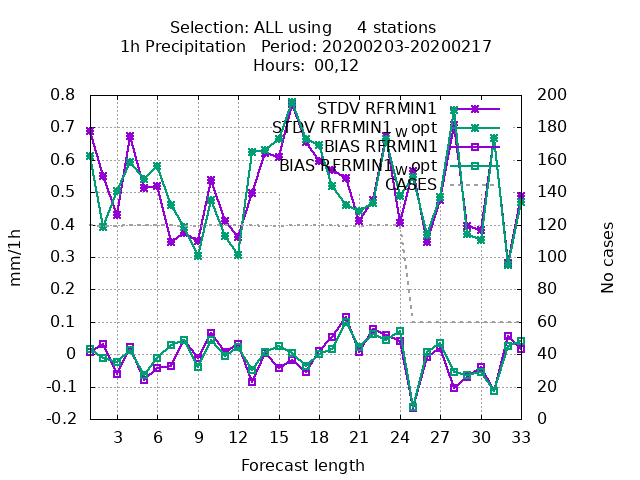 Selection: ALL using     4 stations
1h Precipitation   Period: 20200203-20200217
Hours:  00,12
STDV RFRMIN1
STDV RFRMIN1_w opt
BIAS RFRMIN1
BIAS RFRMIN1_w opt
CASES
0.8
0.7
0.6
0.5
0.4
0.3
0.2
0.1
0
-0.1
-0.2
mm/1h
200
180
160
140
120
100
80
60
40
20
0
No cases
3 6 9 12 15 18 21 24 27 30 33
Forecast length